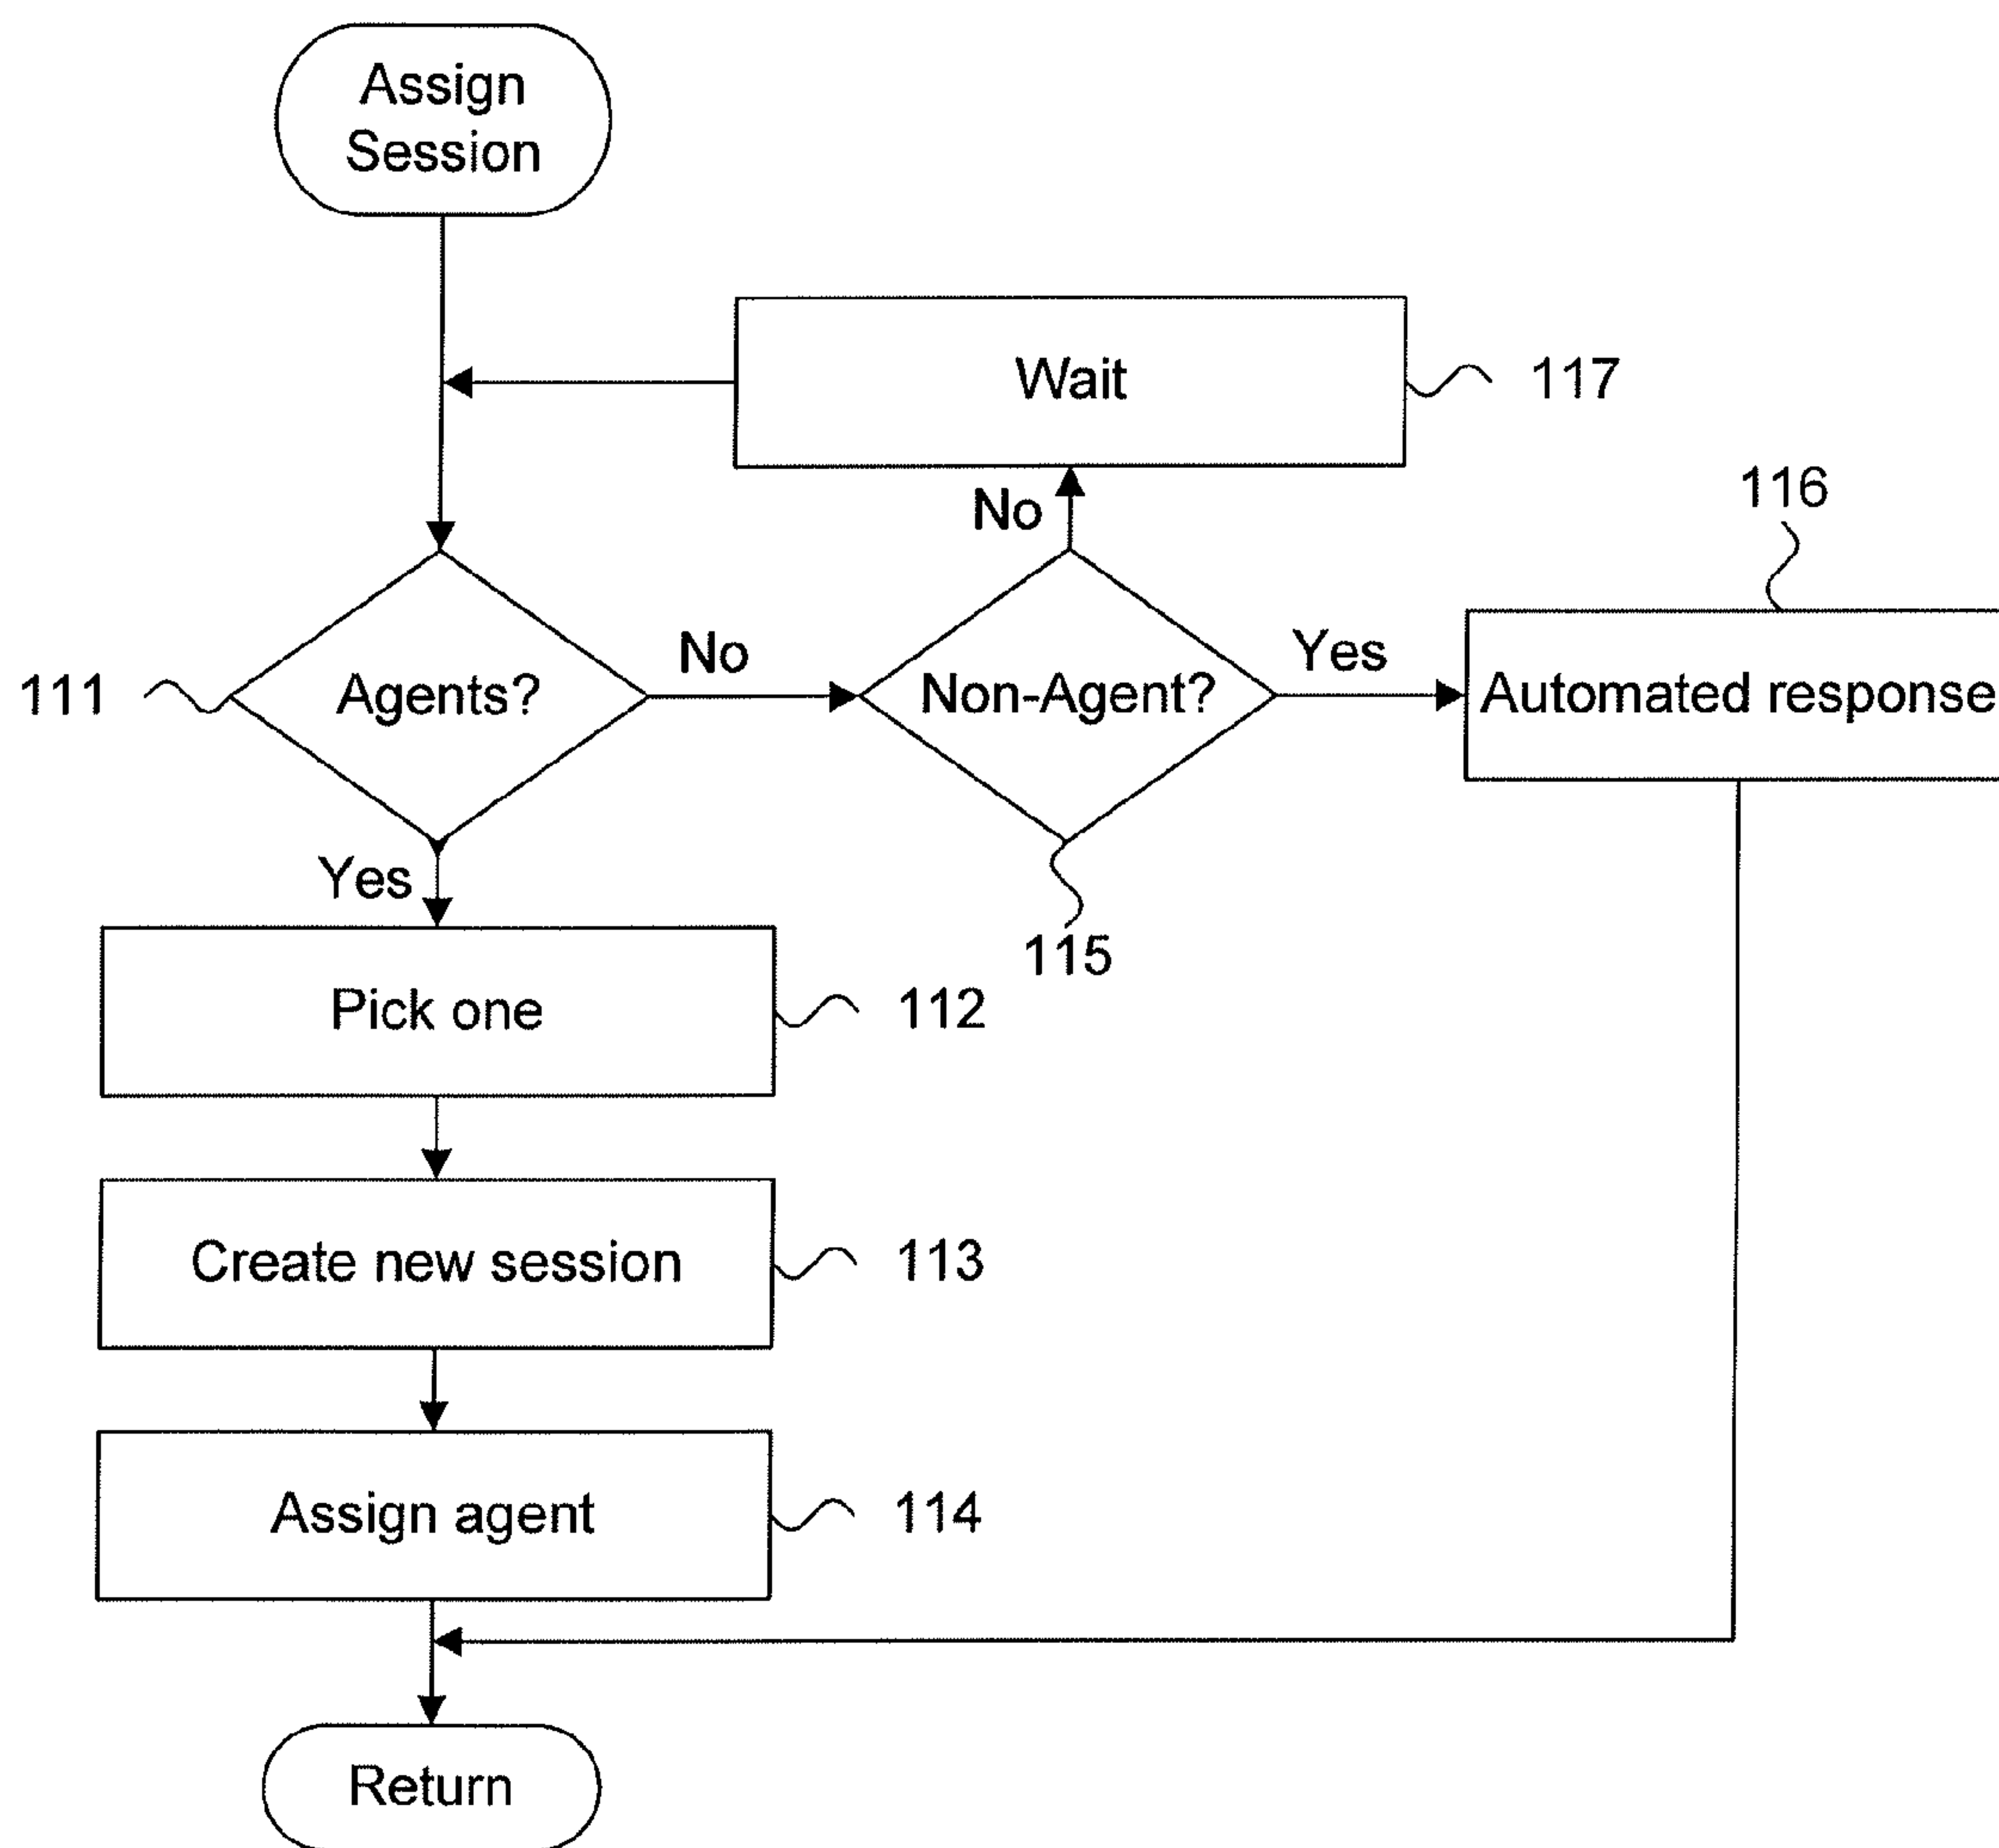 Assign
Session
Wait
117
No
116
111
Agents?
No
Non-Agent?
Yes
Automated response
Yes
115
Pick one
112
Create new session
113
Assign agent
114
Return